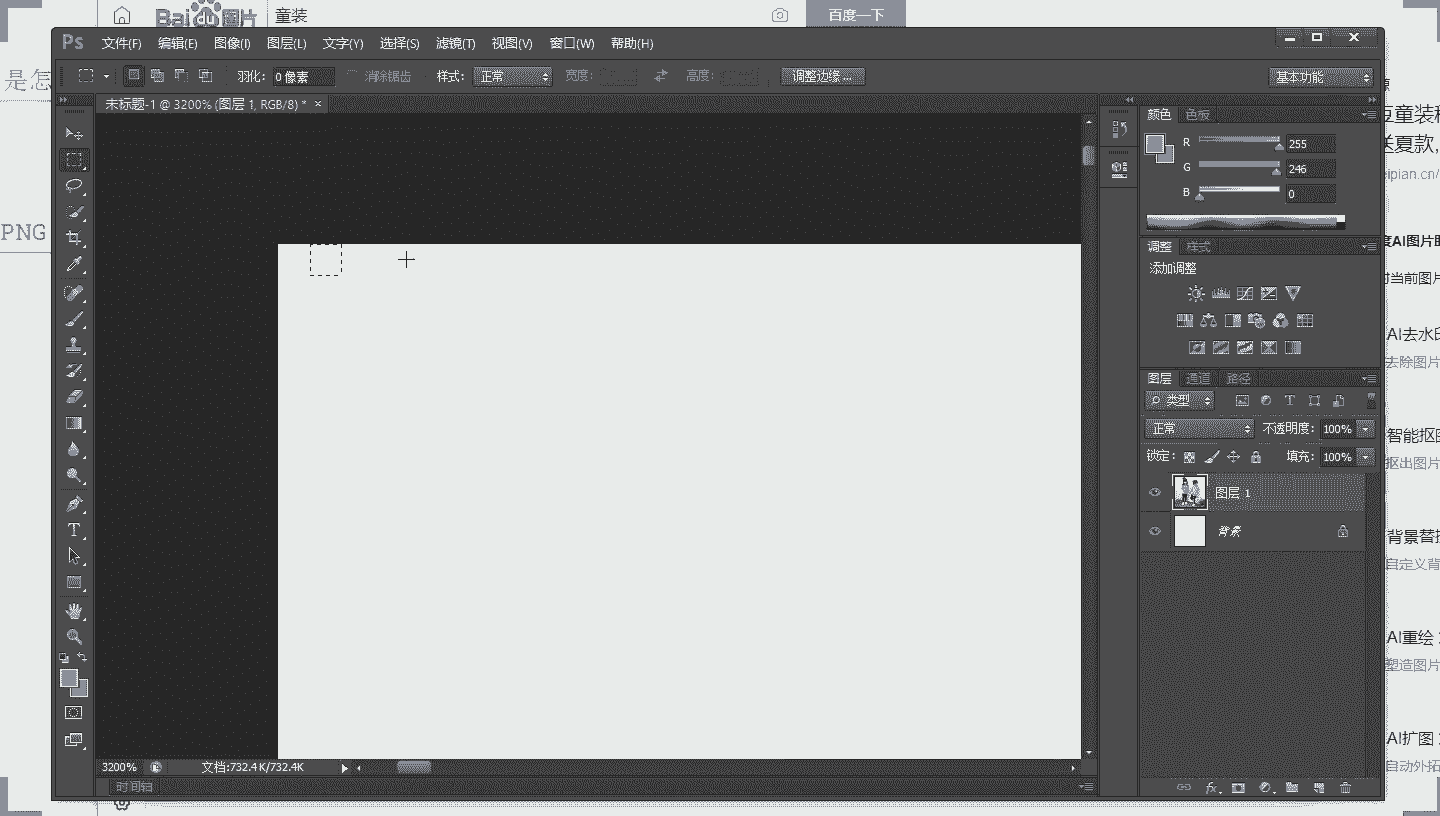 Bai du 图片 童装 百度一下
Ps 文件(F) 编辑(E) 图像(I) 图层(L) 文字(Y) 选择(S) 滤镜(T) 视图(V) 窗口(W) 帮助(H)
羽化: 0 像素 消除锯齿 样式: 正常 宽度: 高度: 调整边缘... 基本功能
是怎
未标题-1 @ 3200% (图层 1, RGB/8) * ×
颜色 色板
R 255
G 246
B 0
豆童装
送夏款,
eipian.cn/
PNG
调整 样式
度AI图片
添加调整
对当前图片
AI去水印
去除图片
图层 通道 路径
类型
正常 不透明度: 100%
智能抠图
锁定: 填充: 100%
抠出图片
图层 1
背景
背景替换
自定义背
AI重绘
塑造图片
AI扩图
自动外拓
3200% 文档:732.4K/732.4K
时间轴
fx